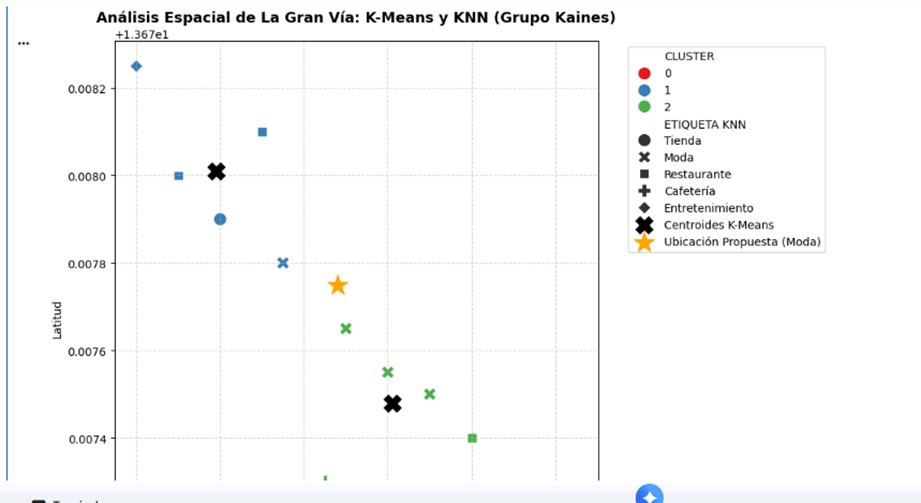 Análisis Espacial de La Gran Vía: K-Means y KNN (Grupo Kaines)
...
+1.367e1
0.0082
0.0080
0.0078
0.0076
0.0074
Latitud
CLUSTER
0
1
2
ETIQUETA KNN
Tienda
Moda
Restaurante
Cafetería
Entretenimiento
Centroides K-Means
Ubicación Propuesta (Moda)